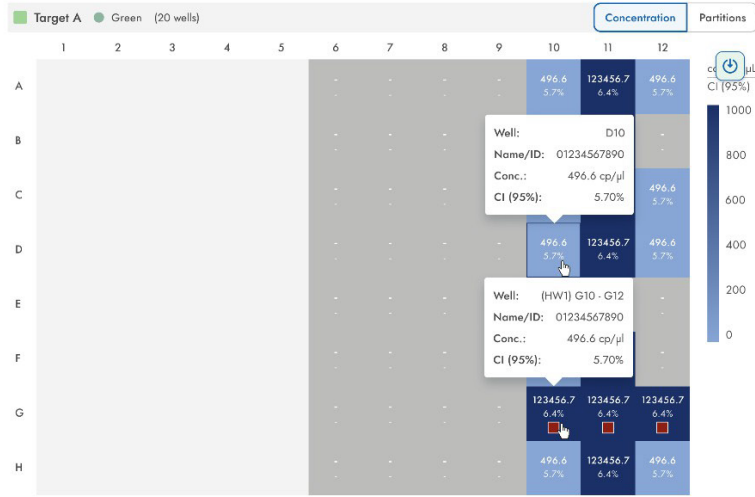 Target A Green (20 wells) Concentration Partitions
1 2 3 4 5 6 7 8 9 10 11 12
CI (95%)
A - - - - 496.6 123456.7 496.6
- - - - 5.7% 6.4% 5.7%
1000
B - - - - -
- - - - -
800
Well: D10
Name/ID: 01234567890
Conc.: 496.6 cp/µl
CI (95%): 5.70%
C - - - - 496.6
- - - - 5.7%
600
D - - - - 496.6 123456.7 496.6
- - - - 5.7% 6.4% 5.7%
400
E - - - - -
- - - - -
200
Well: (HW1) G10 - G12
Name/ID: 01234567890
Conc.: 496.6 cp/µl
CI (95%): 5.70%
0
F - - - - -
- - - - -
G - - - - 123456.7 123456.7 123456.7
- - - - 6.4% 6.4% 6.4%
H - - - - 496.6 123456.7 496.6
- - - - 5.7% 6.4% 5.7%